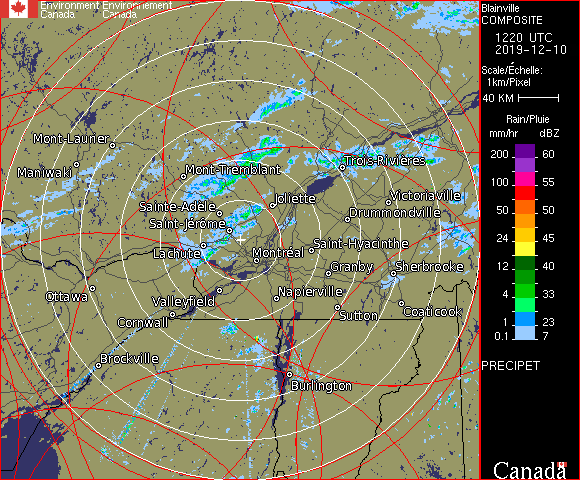 Environment Environnement
Canada Canada
Blainville
COMPOSITE
1220 UTC
2019-12-10
Scale/Échelle:
1km/Pixel
40 KM
Rain/Pluie
mm/hr dBZ
200 60
150 57
100 55
50 50
24 45
12 40
4 33
1 23
0.1 7
PRECIPET
Canada
Mont-Laurier
Maniwaki
Mont-Tremblant
Trois-Rivières
Sainte-Adèle
Joliette
Victoriaville
Saint-Jérôme
Drummondville
Lachute
Montréal
Saint-Hyacinthe
Granby
Sherbrooke
Ottawa
Valleyfield
Napierville
Cornwall
Sutton
Coaticook
Brockville
Burlington